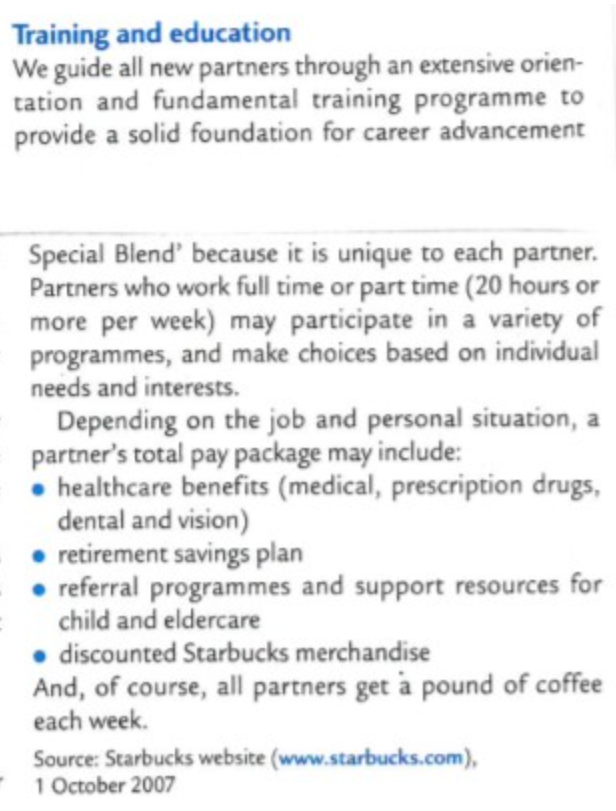 Training and education
We guide all new partners through an extensive orien-
tation and fundamental training programme to
provide a solid foundation for career advancement
Special Blend’ because it is unique to each partner.
Partners who work full time or part time (20 hours or
more per week) may participate in a variety of
programmes, and make choices based on individual
needs and interests.
Depending on the job and personal situation, a
partner’s total pay package may include:
• healthcare benefits (medical, prescription drugs,
dental and vision)
• retirement savings plan
• referral programmes and support resources for
child and eldercare
• discounted Starbucks merchandise
And, of course, all partners get a pound of coffee
each week.
Source: Starbucks website (www.starbucks.com),
1 October 2007